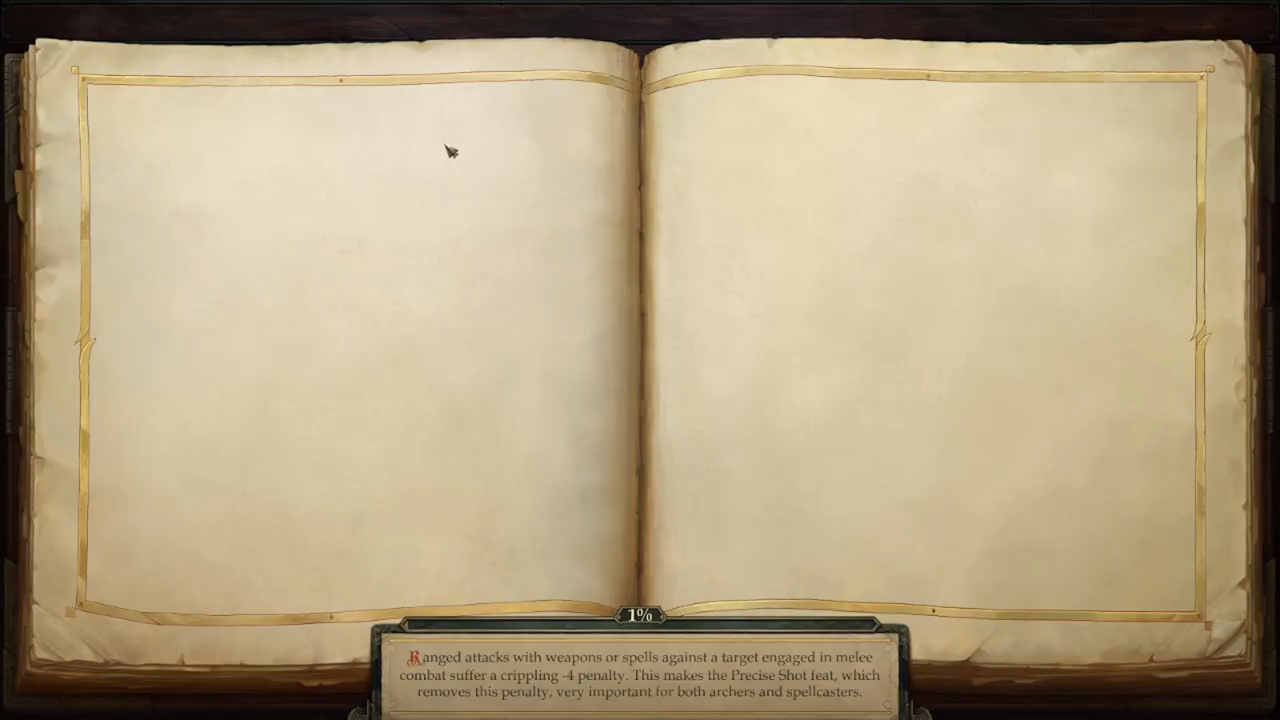 1%
Ranged attacks with weapons or spells against a target engaged in melee
combat suffer a crippling -4 penalty. This makes the Precise Shot feat, which
removes this penalty, very important for both archers and spellcasters.